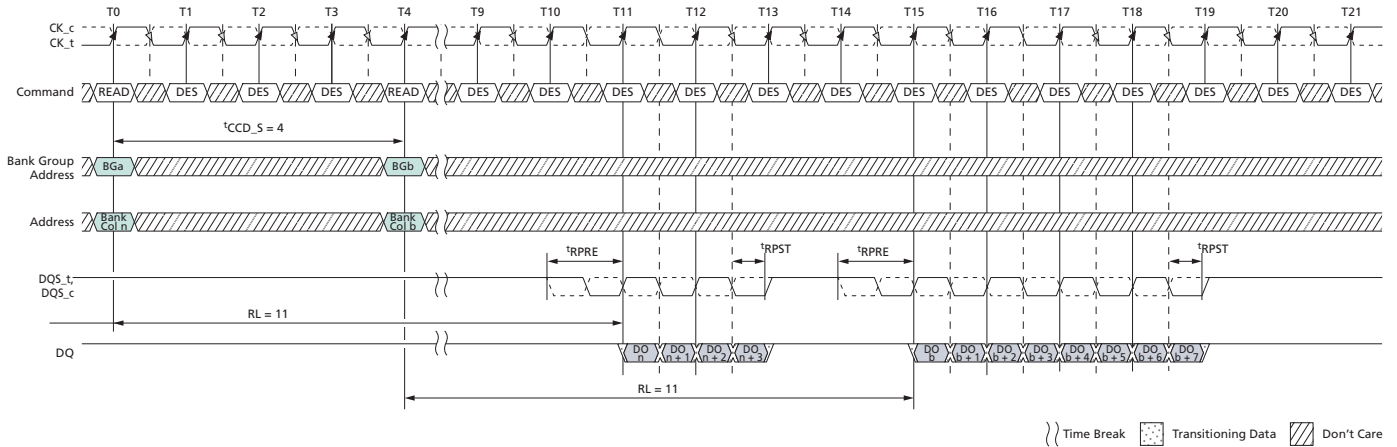 T0 T1 T2 T3 T4 T9 T10 T11 T12 T13 T14 T15 T16 T17 T18 T19 T20 T21
CK_c
CK_t
Command READ DES DES DES READ DES DES DES DES DES DES DES DES DES DES DES DES DES
tCCD_S = 4
Bank Group
Address
BGa BGb
Address
Bank
Col n
Bank
Col b
tRPRE tRPST tRPRE tRPST
DQS_t,
DQS_c
RL = 11
DQ
DO
n
DO
n + 1
DO
n + 2
DO
n + 3
DO
b
DO
b + 1
DO
b + 2
DO
b + 3
DO
b + 4
DO
b + 5
DO
b + 6
DO
b + 7
RL = 11
Time Break Transitioning Data Don't Care